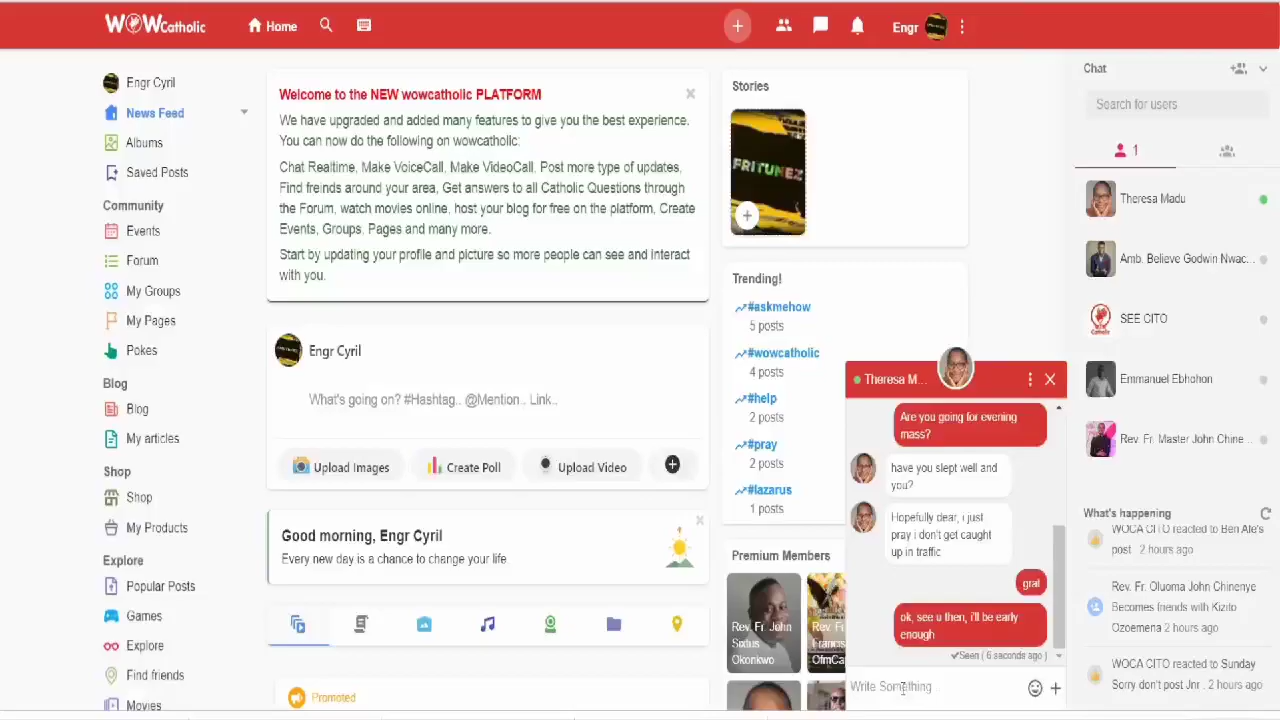 WOWcatholic
Home
Engr
Engr Cyril
News Feed
Albums
Saved Posts
Community
Events
Forum
My Groups
My Pages
Pokes
Blog
Blog
My articles
Shop
Shop
My Products
Explore
Popular Posts
Games
Explore
Find friends
Movies
Welcome to the NEW wowcatholic PLATFORM
We have upgraded and added many features to give you the best experience.
You can now do the following on wowcatholic:
Chat Realtime, Make VoiceCall, Make VideoCall, Post more type of updates,
Find freinds around your area, Get answers to all Catholic Questions through
the Forum, watch movies online, host your blog for free on the platform, Create
Events, Groups, Pages and many more.
Start by updating your profile and picture so more people can see and interact
with you.
Engr Cyril
What's going on? #Hashtag.. @Mention.. Link..
Upload Images
Create Poll
Upload Video
Good morning, Engr Cyril
Every new day is a chance to change your life
Promoted
Stories
FRITUNEZ
Trending!
#askmehow
5 posts
#wowcatholic
4 posts
#help
2 posts
#pray
2 posts
#lazarus
1 posts
Premium Members
Rev. Fr. John
Sixtus
Okonkwo
Rev. Fr.
Francis
OfmCa
Theresa M...
Are you going for evening
mass?
have you slept well and
you?
Hopefully dear, i just
pray i don't get caught
up in traffic
gral
ok, see u then, i'll be early
enough
Seen ( 6 seconds ago )
Write Something..
Chat
Search for users
1
Theresa Madu
Amb. Believe Godwin Nwac...
SEE CITO
Emmanuel Ebhohon
Rev. Fr. Master John Chine ..
What's happening
WOCA CITO reacted to Ben Ate's
post 2 hours ago
Rev. Fr. Oluoma John Chinenye
Becomes friends with Kizito
Ozoemena 2 hours ago
WOCA CITO reacted to Sunday
Sorry don't post Jnr . 2 hours ago